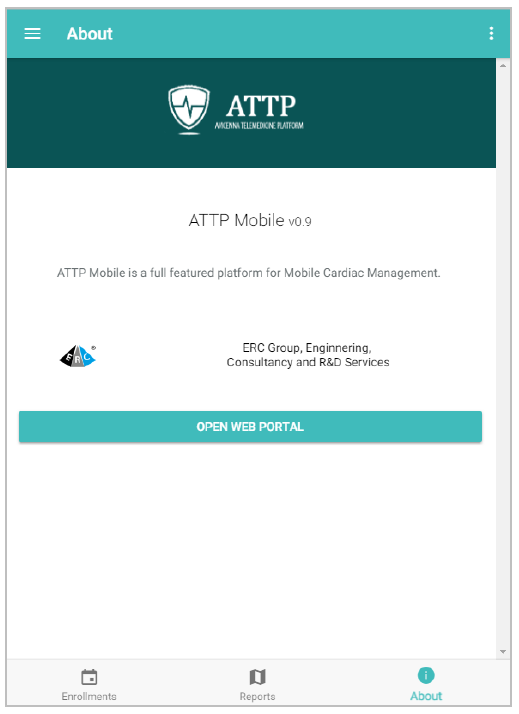 About
ATTP
AVICENNA TELEMEDICINE PLATFORM
ATTP Mobile v0.9
ATTP Mobile is a full featured platform for Mobile Cardiac Management.
ERC®
ERC Group, Enginnering,
Consultancy and R&D Services
OPEN WEB PORTAL
Enrollments
Reports
About